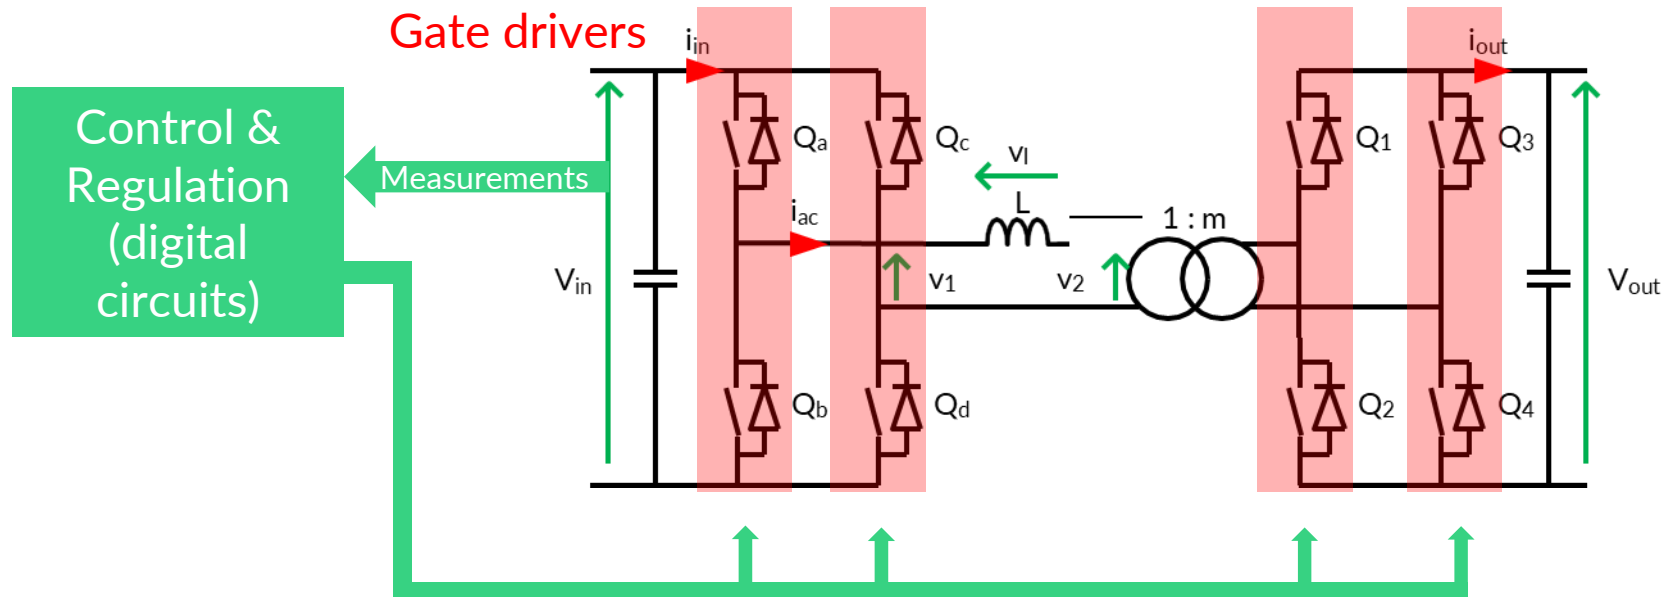 Gate drivers
Control &
Regulation
(digital
circuits)
Measurements
iin
iout
Qa
Qc
Q1
Q3
vl
L
iac
1 : m
Vin
v1
v2
Vout
Qb
Qd
Q2
Q4